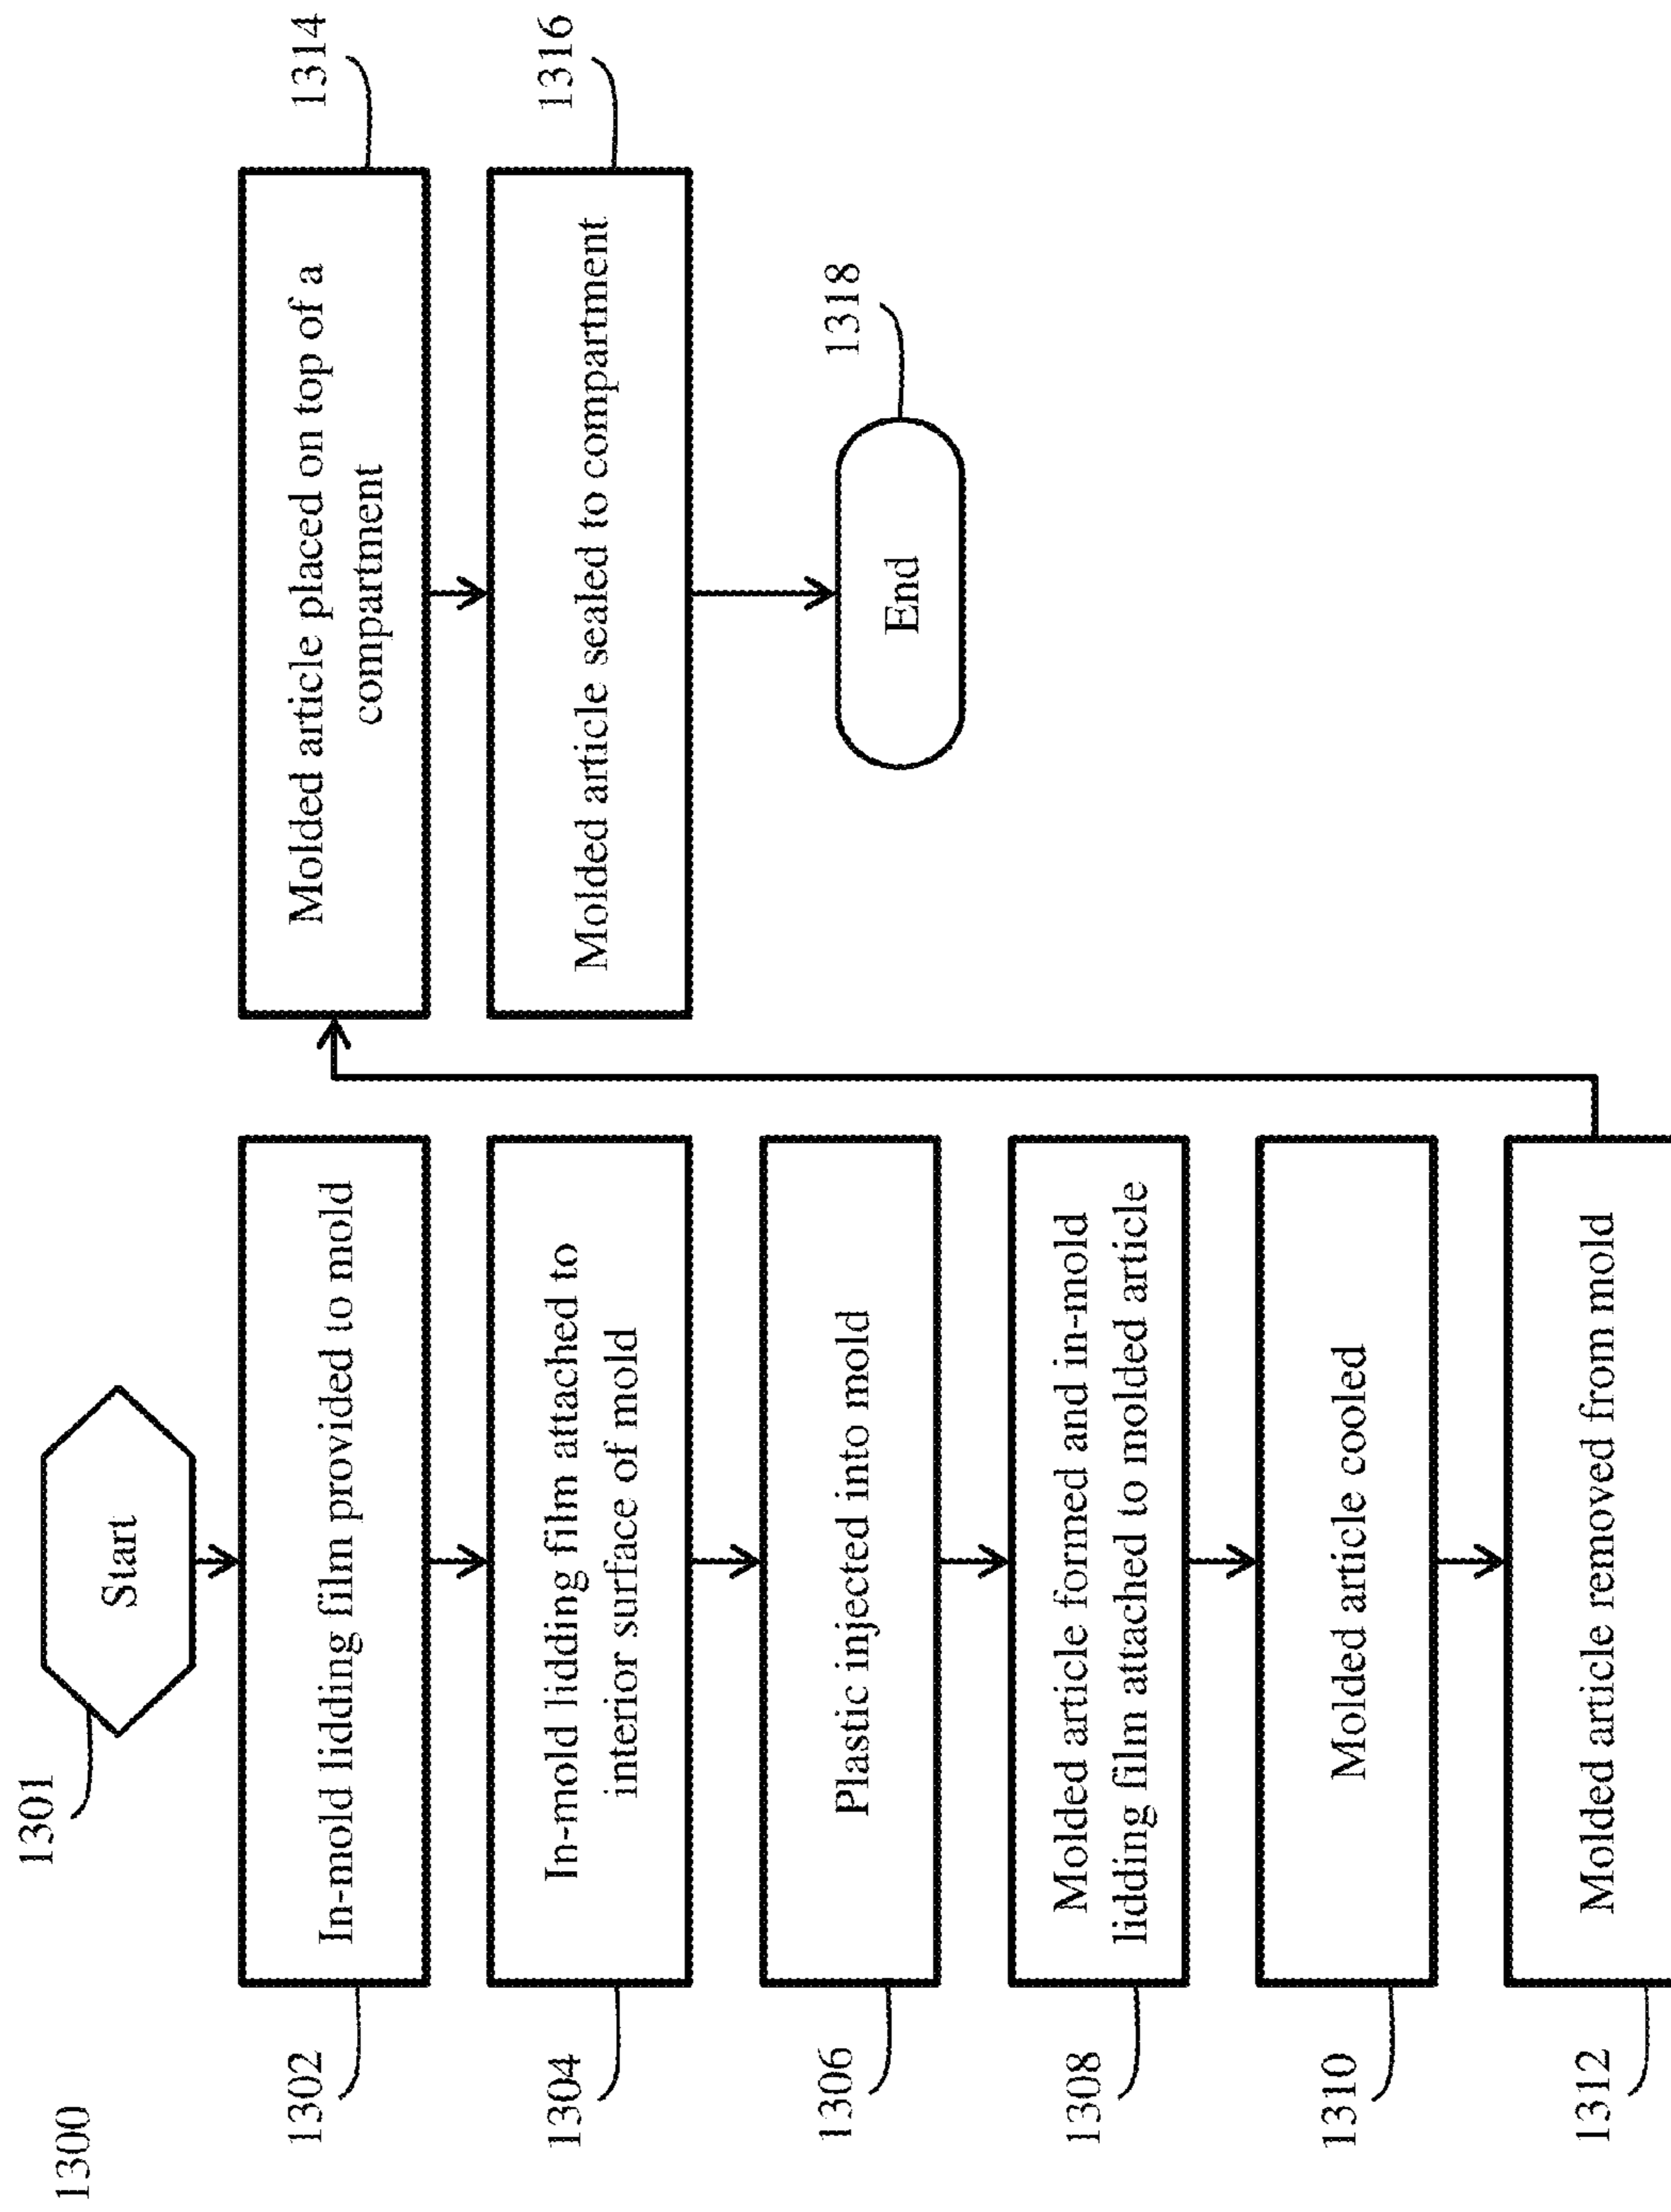 1300
1301
Start
1302
In-mold lidding film provided to mold
1304
In-mold lidding film attached to
interior surface of mold
1306
Plastic injected into mold
1308
Molded article formed and in-mold
lidding film attached to molded article
1310
Molded article cooled
1312
Molded article removed from mold
1314
Molded article placed on top of a
compartment
1316
Molded article sealed to compartment
1318
End